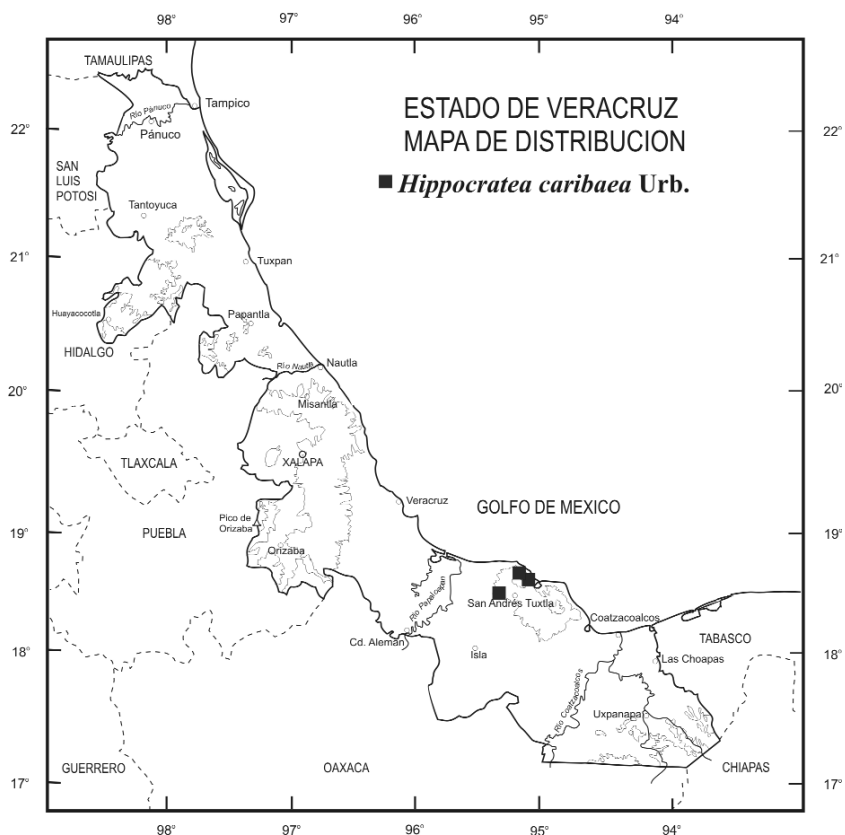 98° 97° 96° 95° 94°
TAMAULIPAS
Tampico
Río Pánuco
Pánuco
22° 22°
ESTADO DE VERACRUZ
MAPA DE DISTRIBUCION
Hippocratea caribaea Urb.
SAN
LUIS
POTOSI
Tantoyuca
21° 21°
Tuxpan
Huayacocotla
Papantla
HIDALGO
Río Nautla
Nautla
20° 20°
Misantla
TLAXCALA
XALAPA
Veracruz
GOLFO DE MEXICO
PUEBLA
Pico de
Orizaba
19° 19°
Orizaba
Río Papaloapan
San Andrés Tuxtla
Coatzacoalcos
Cd. Alemán
TABASCO
18° 18°
Isla
Las Choapas
Río Coatzacoalcos
Uxpanapa
GUERRERO
OAXACA
CHIAPAS
17° 17°
98° 97° 96° 95° 94°